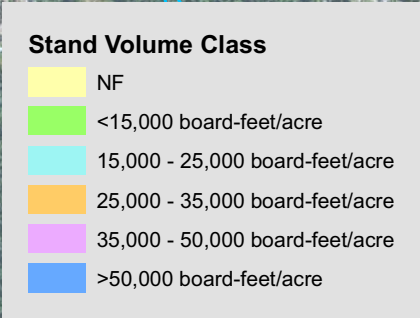 Stand Volume Class
NF
<15,000 board-feet/acre
15,000 - 25,000 board-feet/acre
25,000 - 35,000 board-feet/acre
35,000 - 50,000 board-feet/acre
>50,000 board-feet/acre